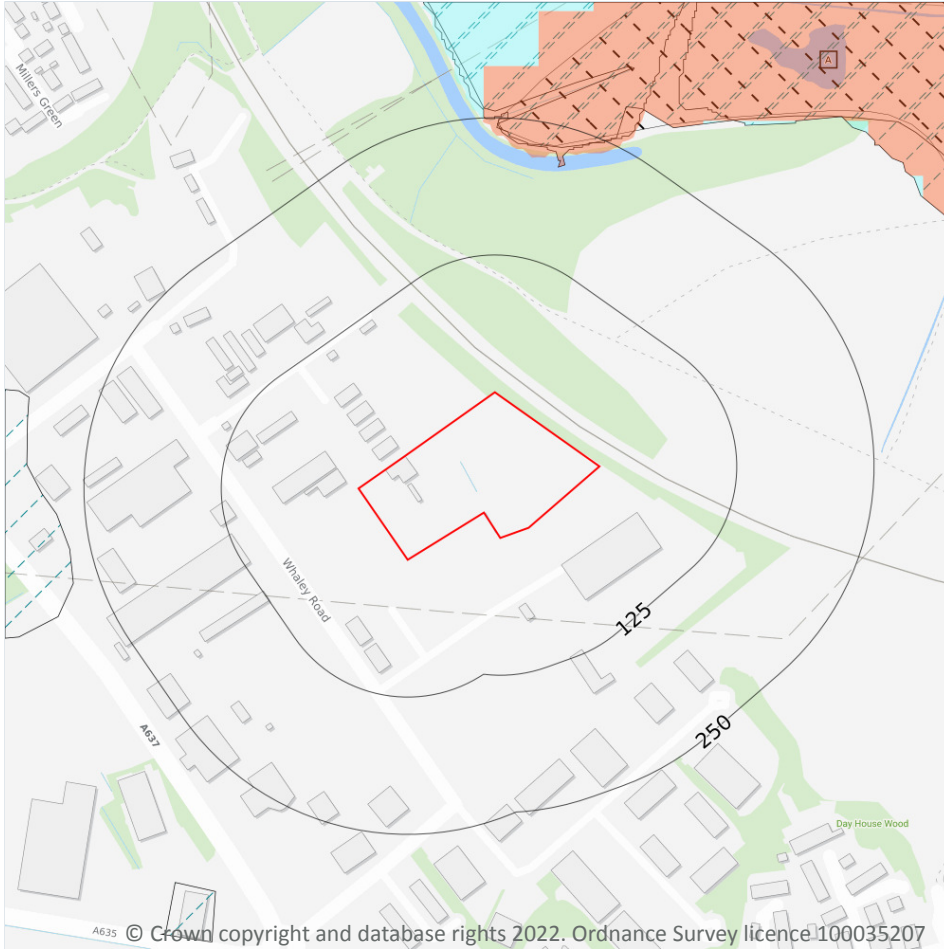 Millers Green
A
Whaley Road
125
250
A637
Day House Wood
A635
© Crown copyright and database rights 2022. Ordnance Survey licence 100035207